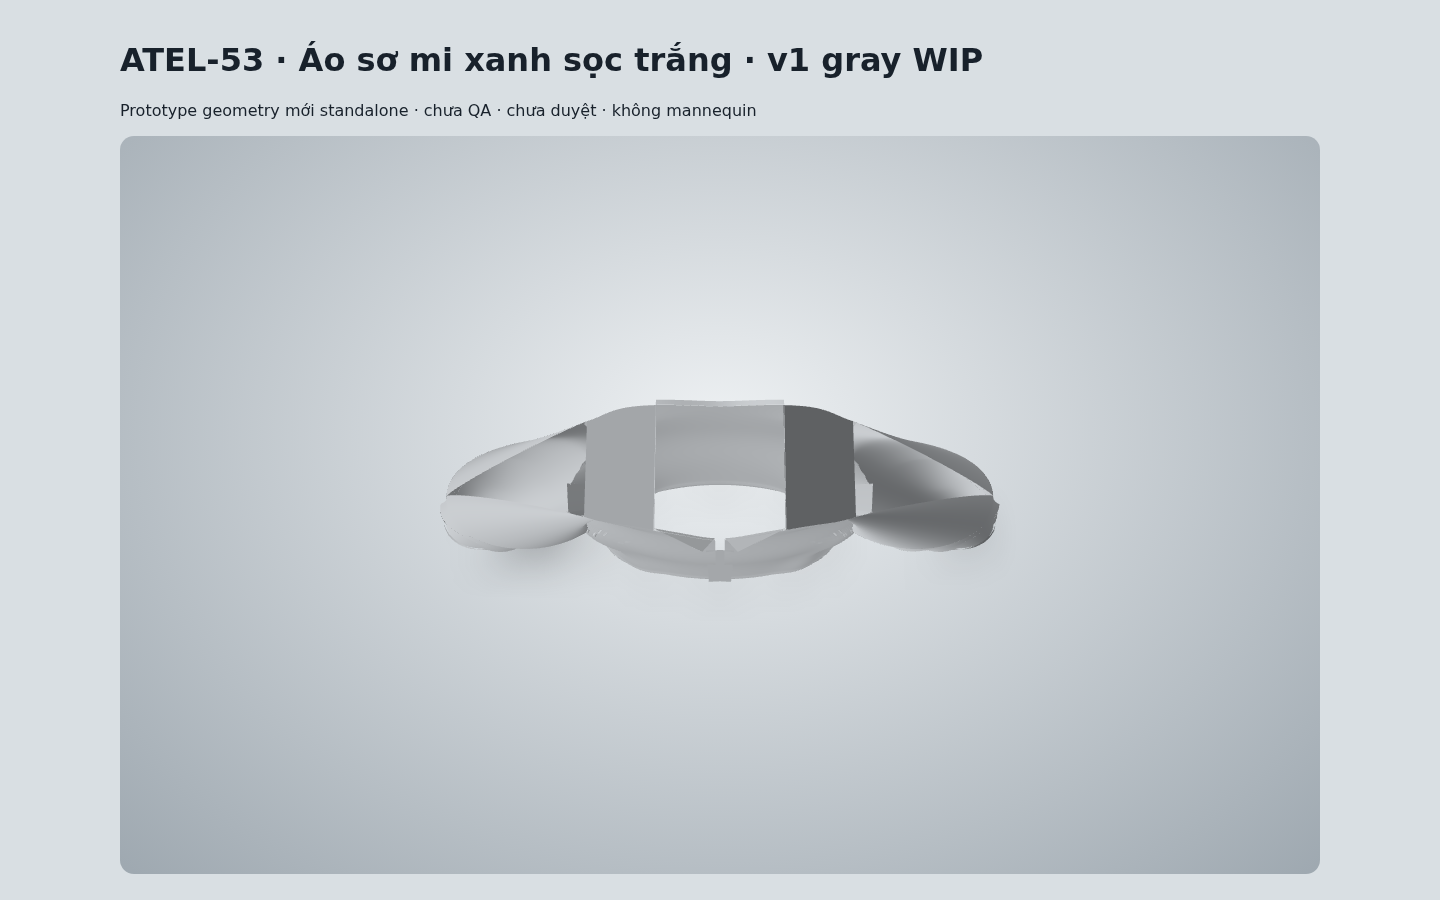 ATEL-53 · Áo sơ mi xanh sọc trắng · v1 gray WIP
Prototype geometry mới standalone · chưa QA · chưa duyệt · không mannequin